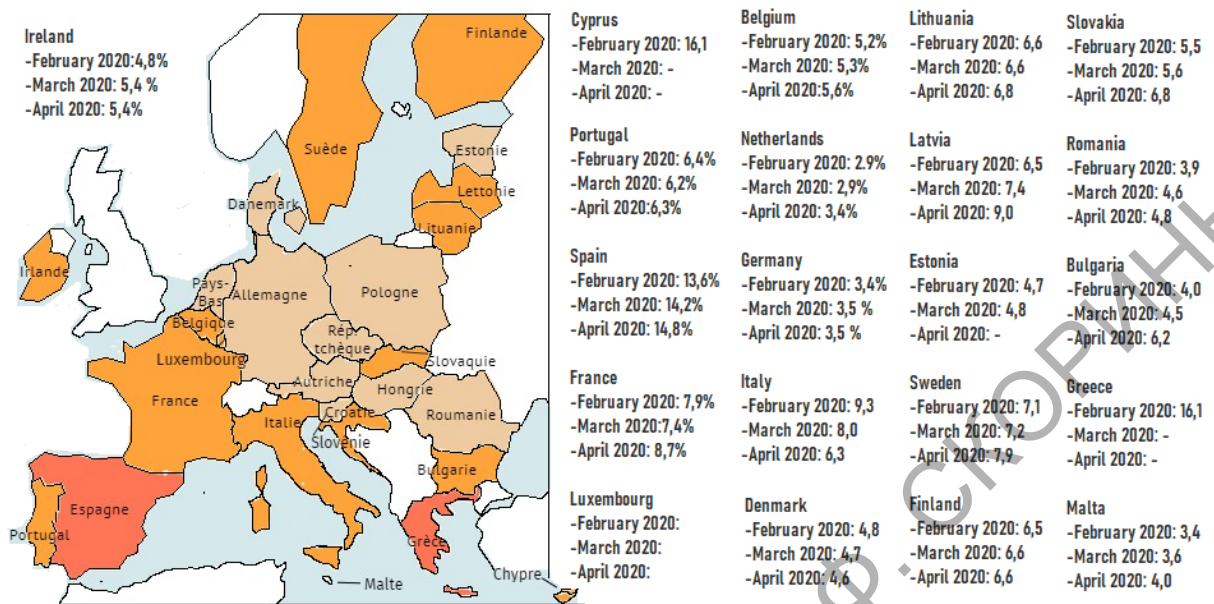 Ireland
-February 2020:4,8%
-March 2020: 5,4 %
-April 2020: 5,4%
Finlande
Suède
Estonie
Lettonie
Danemark
Lituanie
Irlande
Pays-
Bas
Allemagne
Pologne
Belgique
Rép.
tchèque
Luxembourg
Slovaquie
Autriche
Hongrie
France
Croatie
Roumanie
Italie
Slovénie
Bulgarie
Espagne
Portugal
Grèce
Malte
Chypre
Cyprus
-February 2020: 16,1
-March 2020: -
-April 2020: -
Portugal
-February 2020: 6,4%
-March 2020: 6,2%
-April 2020:6,3%
Spain
-February 2020: 13,6%
-March 2020: 14,2%
-April 2020: 14,8%
France
-February 2020: 7,9%
-March 2020:7,4%
-April 2020: 8,7%
Luxembourg
-February 2020:
-March 2020:
-April 2020:
Belgium
-February 2020: 5,2%
-March 2020: 5,3%
-April 2020:5,6%
Netherlands
-February 2020: 2.9%
-March 2020: 2,9%
-April 2020: 3,4%
Germany
-February 2020: 3,4%
-March 2020: 3,5 %
-April 2020: 3,5 %
Italy
-February 2020: 9,3
-March 2020: 8,0
-April 2020: 6,3
Denmark
-February 2020: 4,8
-March 2020: 4,7
-April 2020: 4,6
Lithuania
-February 2020: 6,6
-March 2020: 6,6
-April 2020: 6,8
Latvia
-February 2020: 6,5
-March 2020: 7,4
-April 2020: 9,0
Estonia
-February 2020: 4,7
-March 2020: 4,8
-April 2020: -
Sweden
-February 2020: 7,1
-March 2020: 7,2
-April 2020: 7,9
Finland
-February 2020: 6,5
-March 2020: 6,6
-April 2020: 6,6
Slovakia
-February 2020: 5,5
-March 2020: 5,6
-April 2020: 6,8
Romania
-February 2020: 3,9
-March 2020: 4,6
-April 2020: 4,8
Bulgaria
-February 2020: 4,0
-March 2020: 4,5
-April 2020: 6,2
Greece
-February 2020: 16,1
-March 2020: -
-April 2020: -
Malta
-February 2020: 3,4
-March 2020: 3,6
-April 2020: 4,0
Ф. СКОРИНЫ